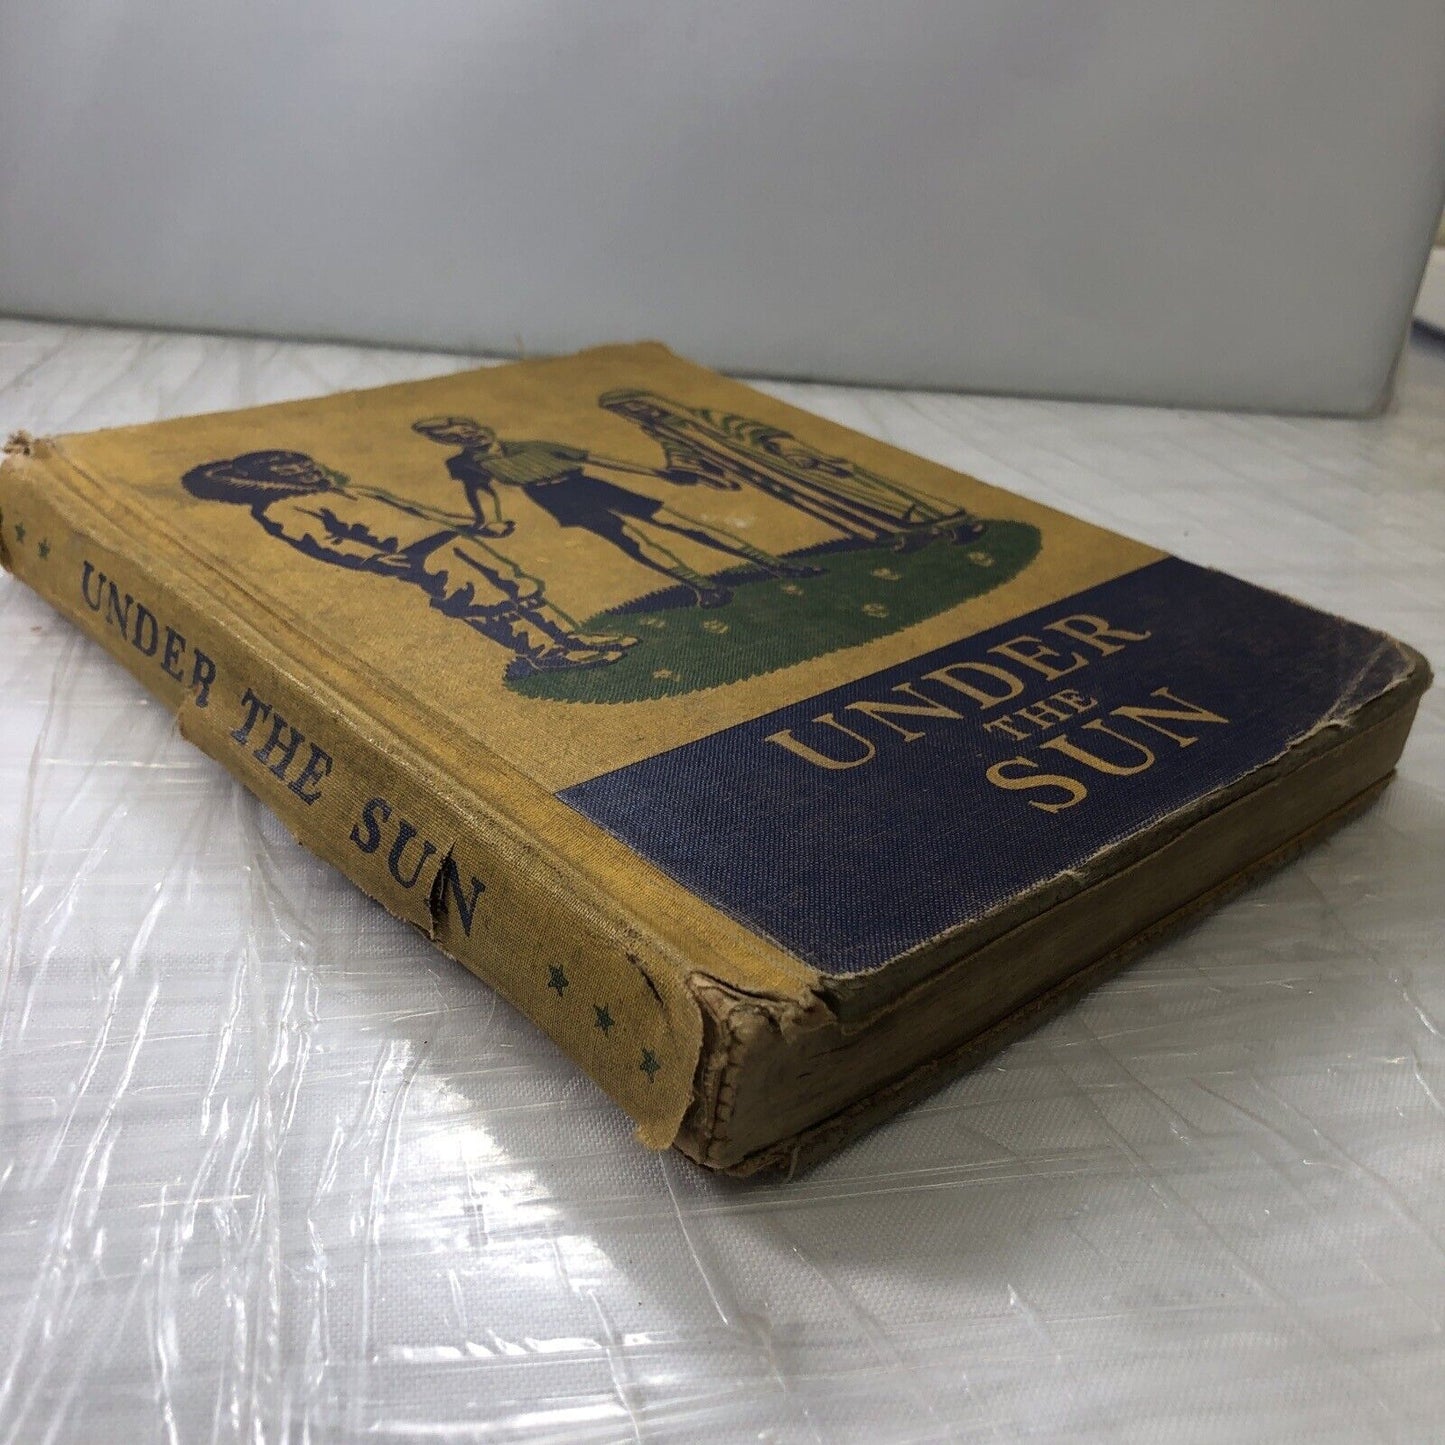 UNDER THE SUN
UNDER
THE
SUN